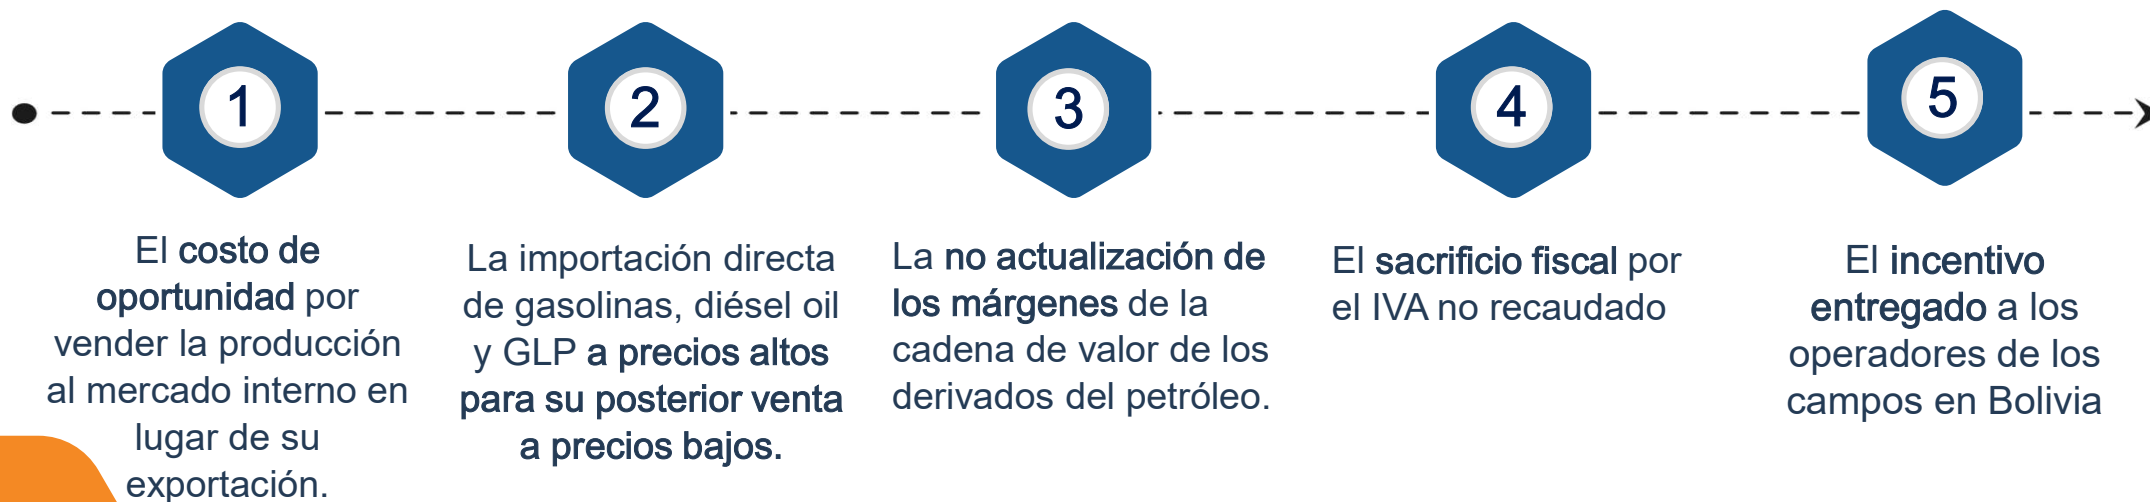 1
El costo de
oportunidad por
vender la producción
al mercado interno en
lugar de su
exportación.
2
La importación directa
de gasolinas, diésel oil
y GLP a precios altos
para su posterior venta
a precios bajos.
3
La no actualización de
los márgenes de la
cadena de valor de los
derivados del petróleo.
4
El sacrificio fiscal por
el IVA no recaudado
5
El incentivo
entregado a los
operadores de los
campos en Bolivia